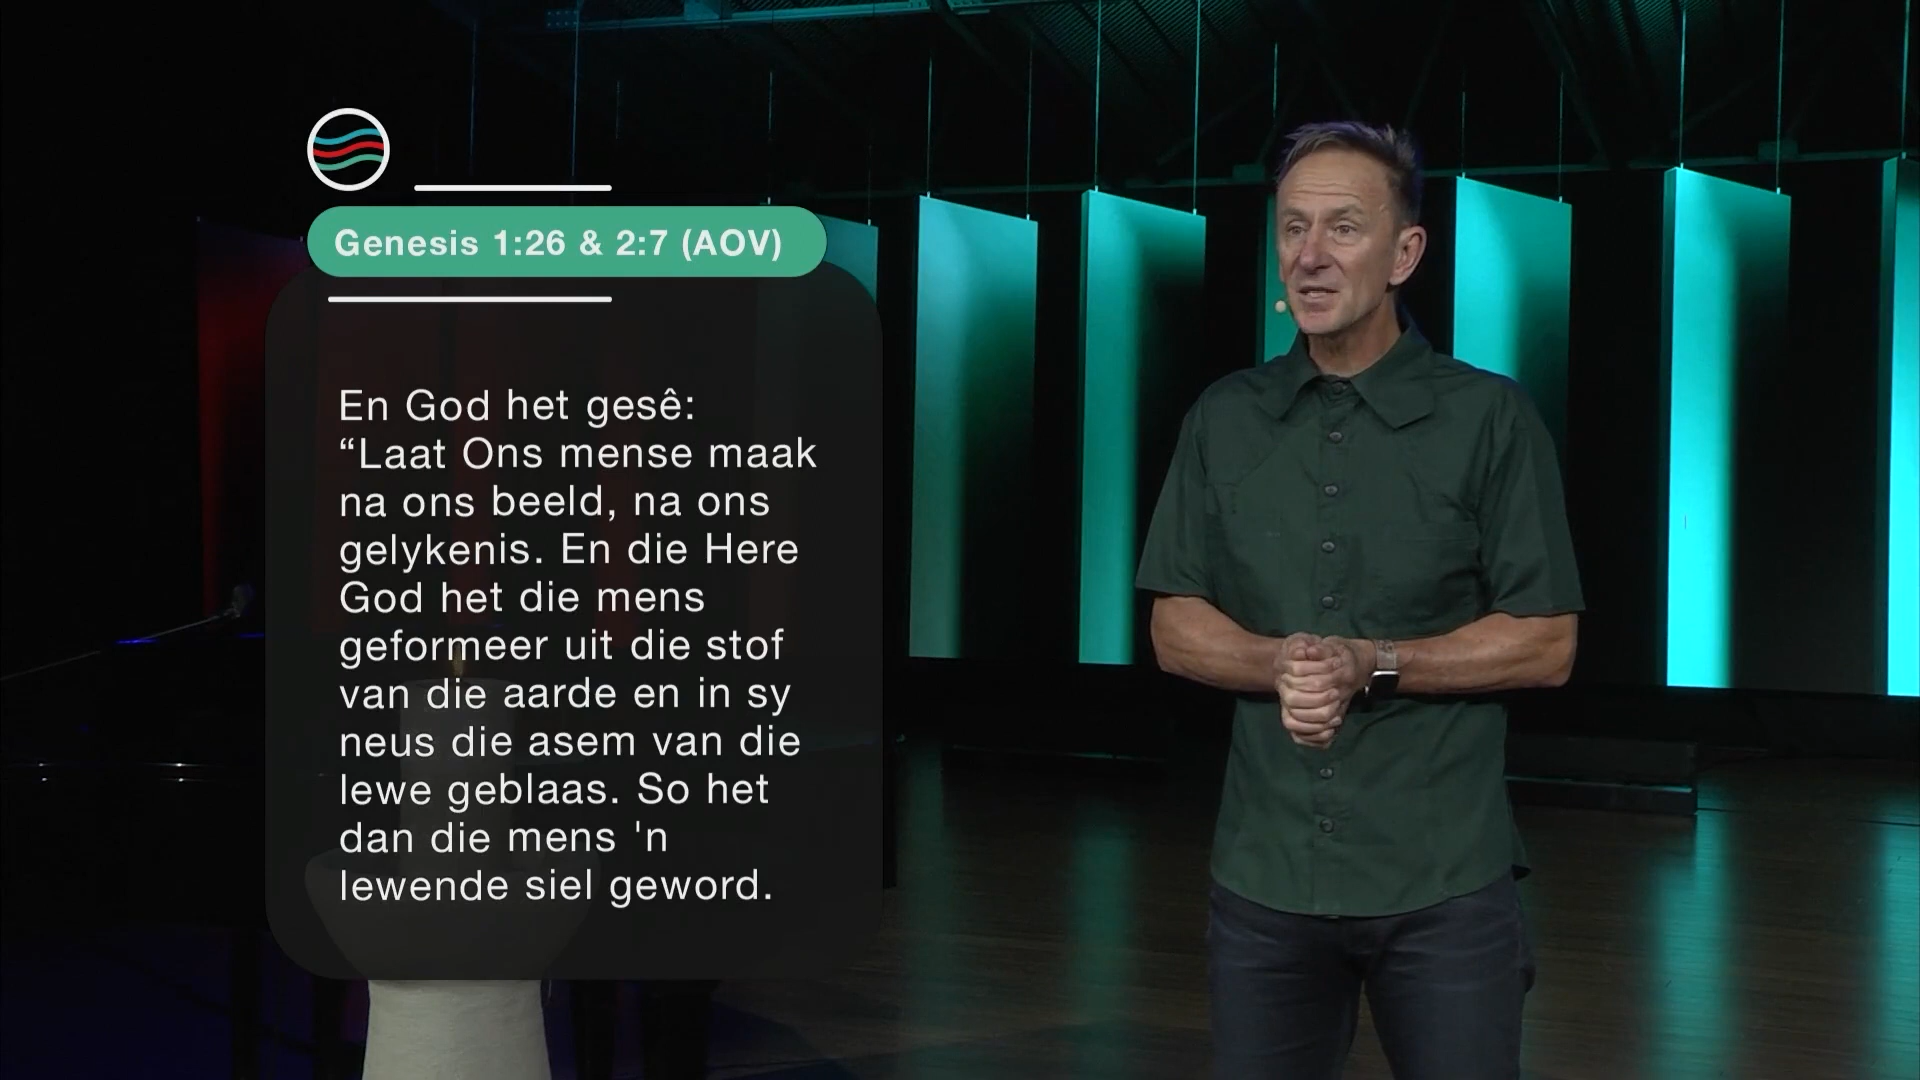 Genesis 1:26 & 2:7 (AOV)
En God het gesê:
“Laat Ons mense maak
na ons beeld, na ons
gelykenis. En die Here
God het die mens
geformeer uit die stof
van die aarde en in sy
neus die asem van die
lewe geblaas. So het
dan die mens 'n
lewende siel geword.